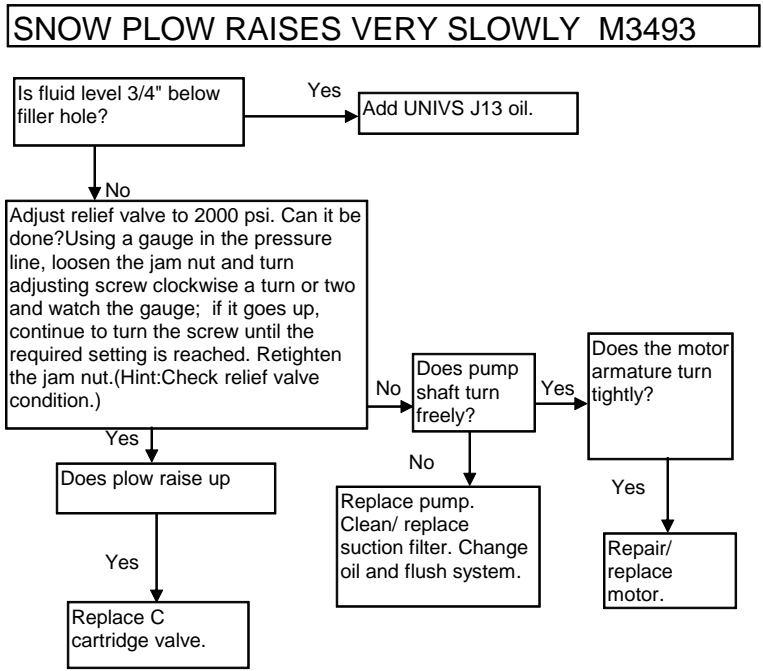 SNOW PLOW RAISES VERY SLOWLY M3493
Is fluid level 3/4" below
filler hole?
Yes
Add UNIVS J13 oil.
No
Adjust relief valve to 2000 psi. Can it be
done?Using a gauge in the pressure
line, loosen the jam nut and turn
adjusting screw clockwise a turn or two
and watch the gauge; if it goes up,
continue to turn the screw until the
required setting is reached. Retighten
the jam nut.(Hint:Check relief valve
condition.)
No
Does pump
shaft turn
freely?
Yes
Does the motor
armature turn
tightly?
Yes
Does plow raise up
No
Replace pump.
Clean/ replace
suction filter. Change
oil and flush system.
Yes
Repair/
replace
motor.
Yes
Replace C
cartridge valve.